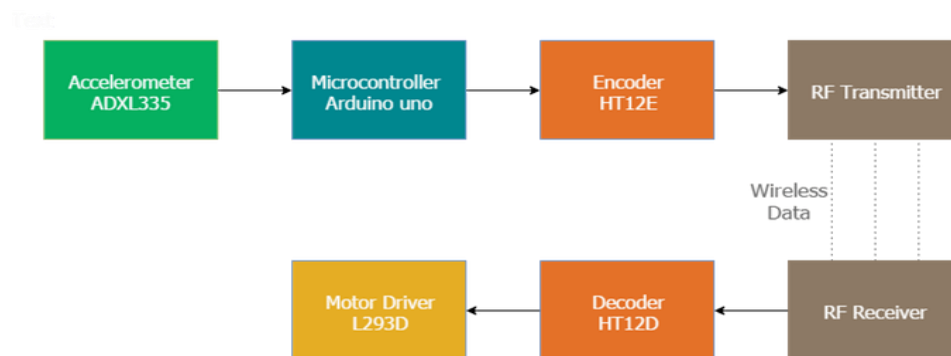 Accelerometer
ADXL335
Microcontroller
Arduino uno
Encoder
HT12E
RF Transmitter
Wireless
Data
Motor Driver
L293D
Decoder
HT12D
RF Receiver